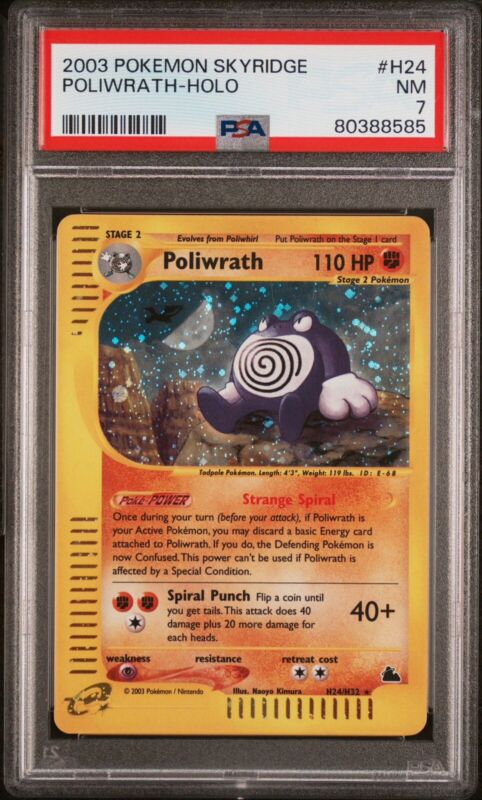 2003 POKEMON SKYRIDGE #H24
POLIWRATH-HOLO NM
7
PSA 80388585
STAGE 2 Evolves from Poliwhirl Put Poliwrath on the Stage 1 card
Poliwrath 110 HP
Stage 2 Pokémon
Tadpole Pokémon. Length: 4'3", Weight: 119 lbs. ID: E-68
Poké-POWER Strange Spiral
Once during your turn (before your attack), if Poliwrath is
your Active Pokémon, you may discard a basic Energy card
attached to Poliwrath. If you do, the Defending Pokémon is
now Confused. This power can't be used if Poliwrath is
affected by a Special Condition.
Spiral Punch Flip a coin until
you get tails. This attack does 40 40+
damage plus 20 more damage for
each heads.
weakness resistance retreat cost
© 2003 Pokémon / Nintendo Illus. Naoyo Kimura H24/H32 ★
PSA